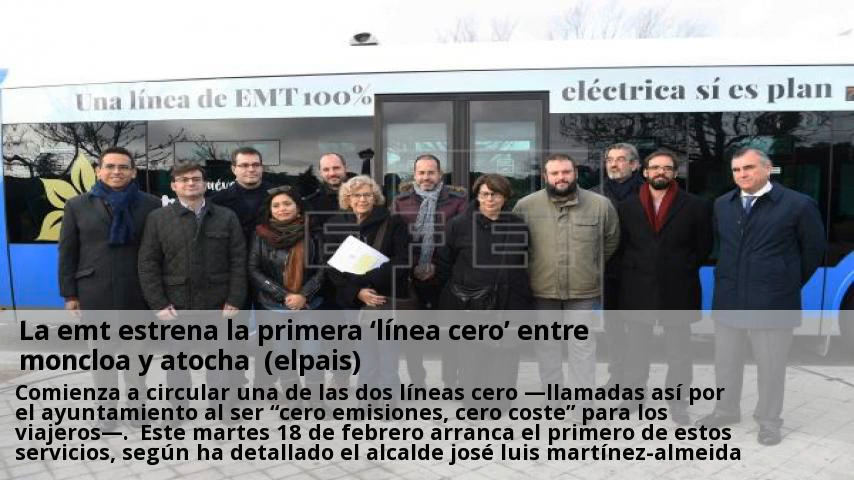 Una línea de EMT 100% eléctrica sí es plan
EFE
La emt estrena la primera ‘línea cero’ entre
moncloa y atocha (elpais)
Comienza a circular una de las dos líneas cero —llamadas así por
el ayuntamiento al ser “cero emisiones, cero coste” para los
viajeros—. Este martes 18 de febrero arranca el primero de estos
servicios, según ha detallado el alcalde josé luis martínez-almeida